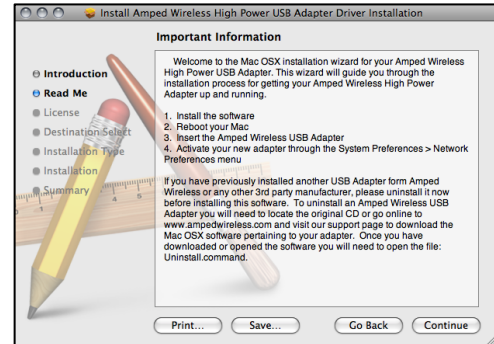 Install Amped Wireless High Power USB Adapter Driver Installation
Important Information
Introduction
Read Me
License
Destination Select
Installation Type
Installation
Summary
Welcome to the Mac OSX installation wizard for your Amped Wireless
High Power USB Adapter. This wizard will guide you through the
installation process for getting your Amped Wireless High Power
Adapter up and running.
1. Install the software
2. Reboot your Mac
3. Insert the Amped Wireless USB Adapter
4. Activate your new adapter through the System Preferences > Network
Preferences menu
If you have previously installed another USB Adapter form Amped
Wireless or any other 3rd party manufacturer, please uninstall it now
before installing this software. To uninstall an Amped Wireless USB
Adapter you will need to locate the original CD or go online to
www.ampedwireless.com and visit our support page to download the
Mac OSX software pertaining to your adapter. Once you have
downloaded or opened the software you will need to open the file:
Uninstall.command.
Print... Save... Go Back Continue